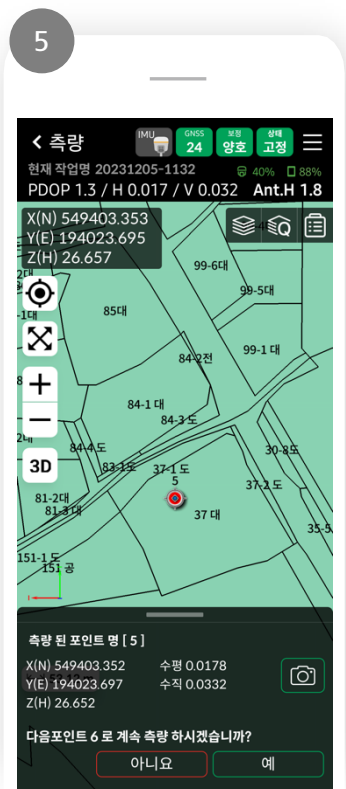 5
측량
IMU
GNSS 24
보정 양호
상태 고정
현재 작업명 20231205-1132
40% 88%
PDOP 1.3 / H 0.017 / V 0.032 Ant.H 1.8
X(N) 549403.353
Y(E) 194023.695
Z(H) 26.657
Q
99-6대
99-5대
85대
84-2전
99-1 대
84-1 대
84-3 도
84-4 도
83-1도
37-1 도
5
30-8도
37-2 도
81-2대
81-3 대
37 대
35-5
151-1 도
151 공
3D
측량 된 포인트 명 [ 5 ]
X(N) 549403.352 수평 0.0178
Y(E) 194023.697 수직 0.0332
Z(H) 26.652
다음포인트 6 로 계속 측량 하시겠습니까?
아니요 예